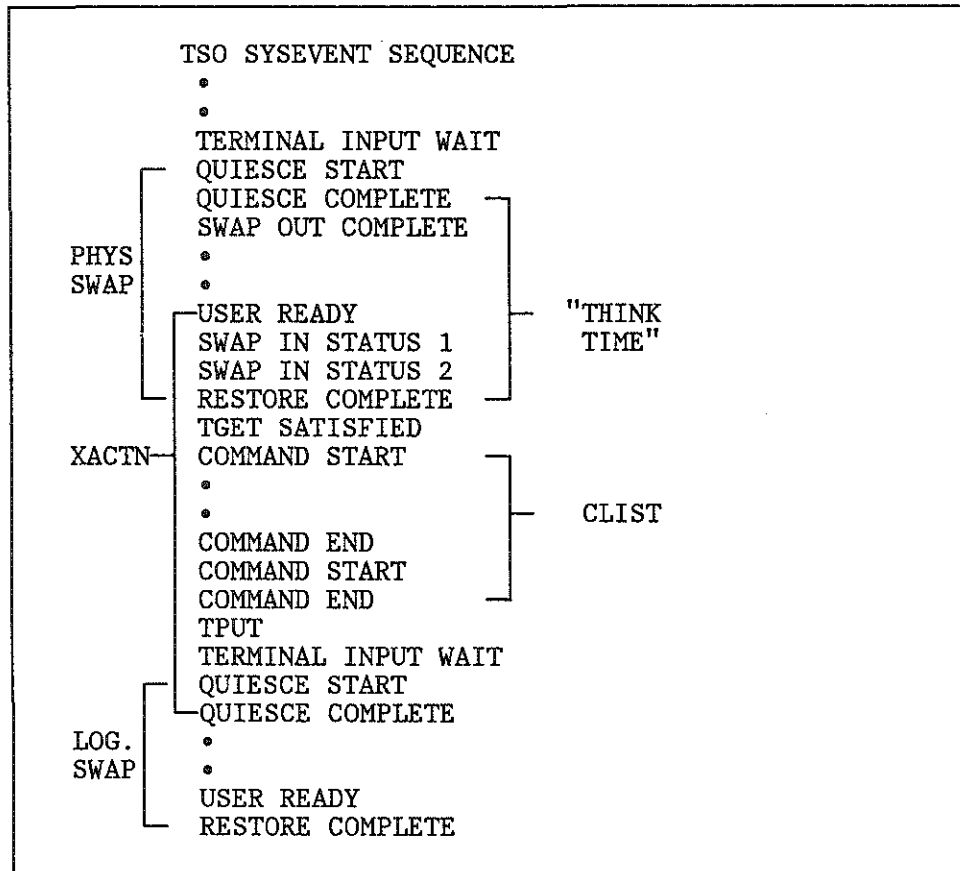 TSO SYSEVENT SEQUENCE
•
•
TERMINAL INPUT WAIT
QUIESCE START
QUIESCE COMPLETE
SWAP OUT COMPLETE
PHYS •
SWAP •
USER READY "THINK
SWAP IN STATUS 1 TIME"
SWAP IN STATUS 2
RESTORE COMPLETE
TGET SATISFIED
XACTN COMMAND START
•
• CLIST
COMMAND END
COMMAND START
COMMAND END
TPUT
TERMINAL INPUT WAIT
QUIESCE START
QUIESCE COMPLETE
LOG. •
SWAP •
USER READY
RESTORE COMPLETE